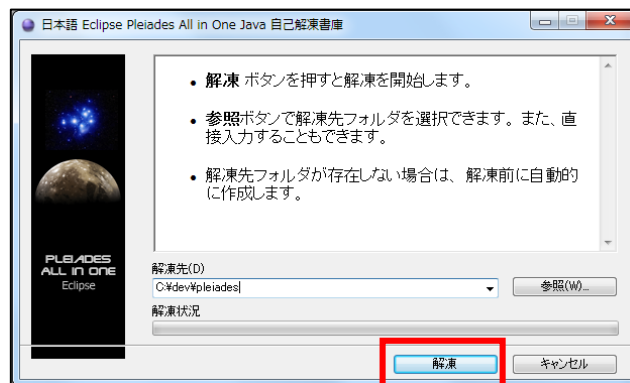 日本語 Eclipse Pleiades All in One Java 自己解凍書庫
• 解凍 ボタンを押すと解凍を開始します。
• 参照ボタンで解凍先フォルダを選択できます。また、直
接入力することもできます。
• 解凍先フォルダが存在しない場合は、解凍前に自動的
に作成します。
PLEIADES
ALL IN ONE
Eclipse
解凍先(D)
C:¥dev¥pleiades
参照(W)...
解凍状況
解凍
キャンセル